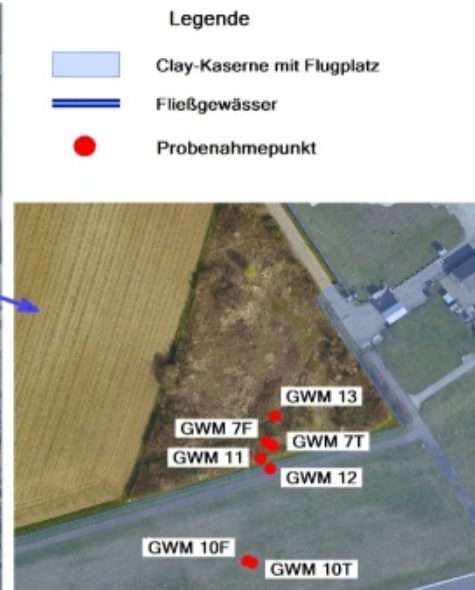 Legende
Clay-Kaserne mit Flugplatz
Fließgewässer
Probenahmepunkt
GWM 13
GWM 7F
GWM 7T
GWM 11
GWM 12
GWM 10F
GWM 10T